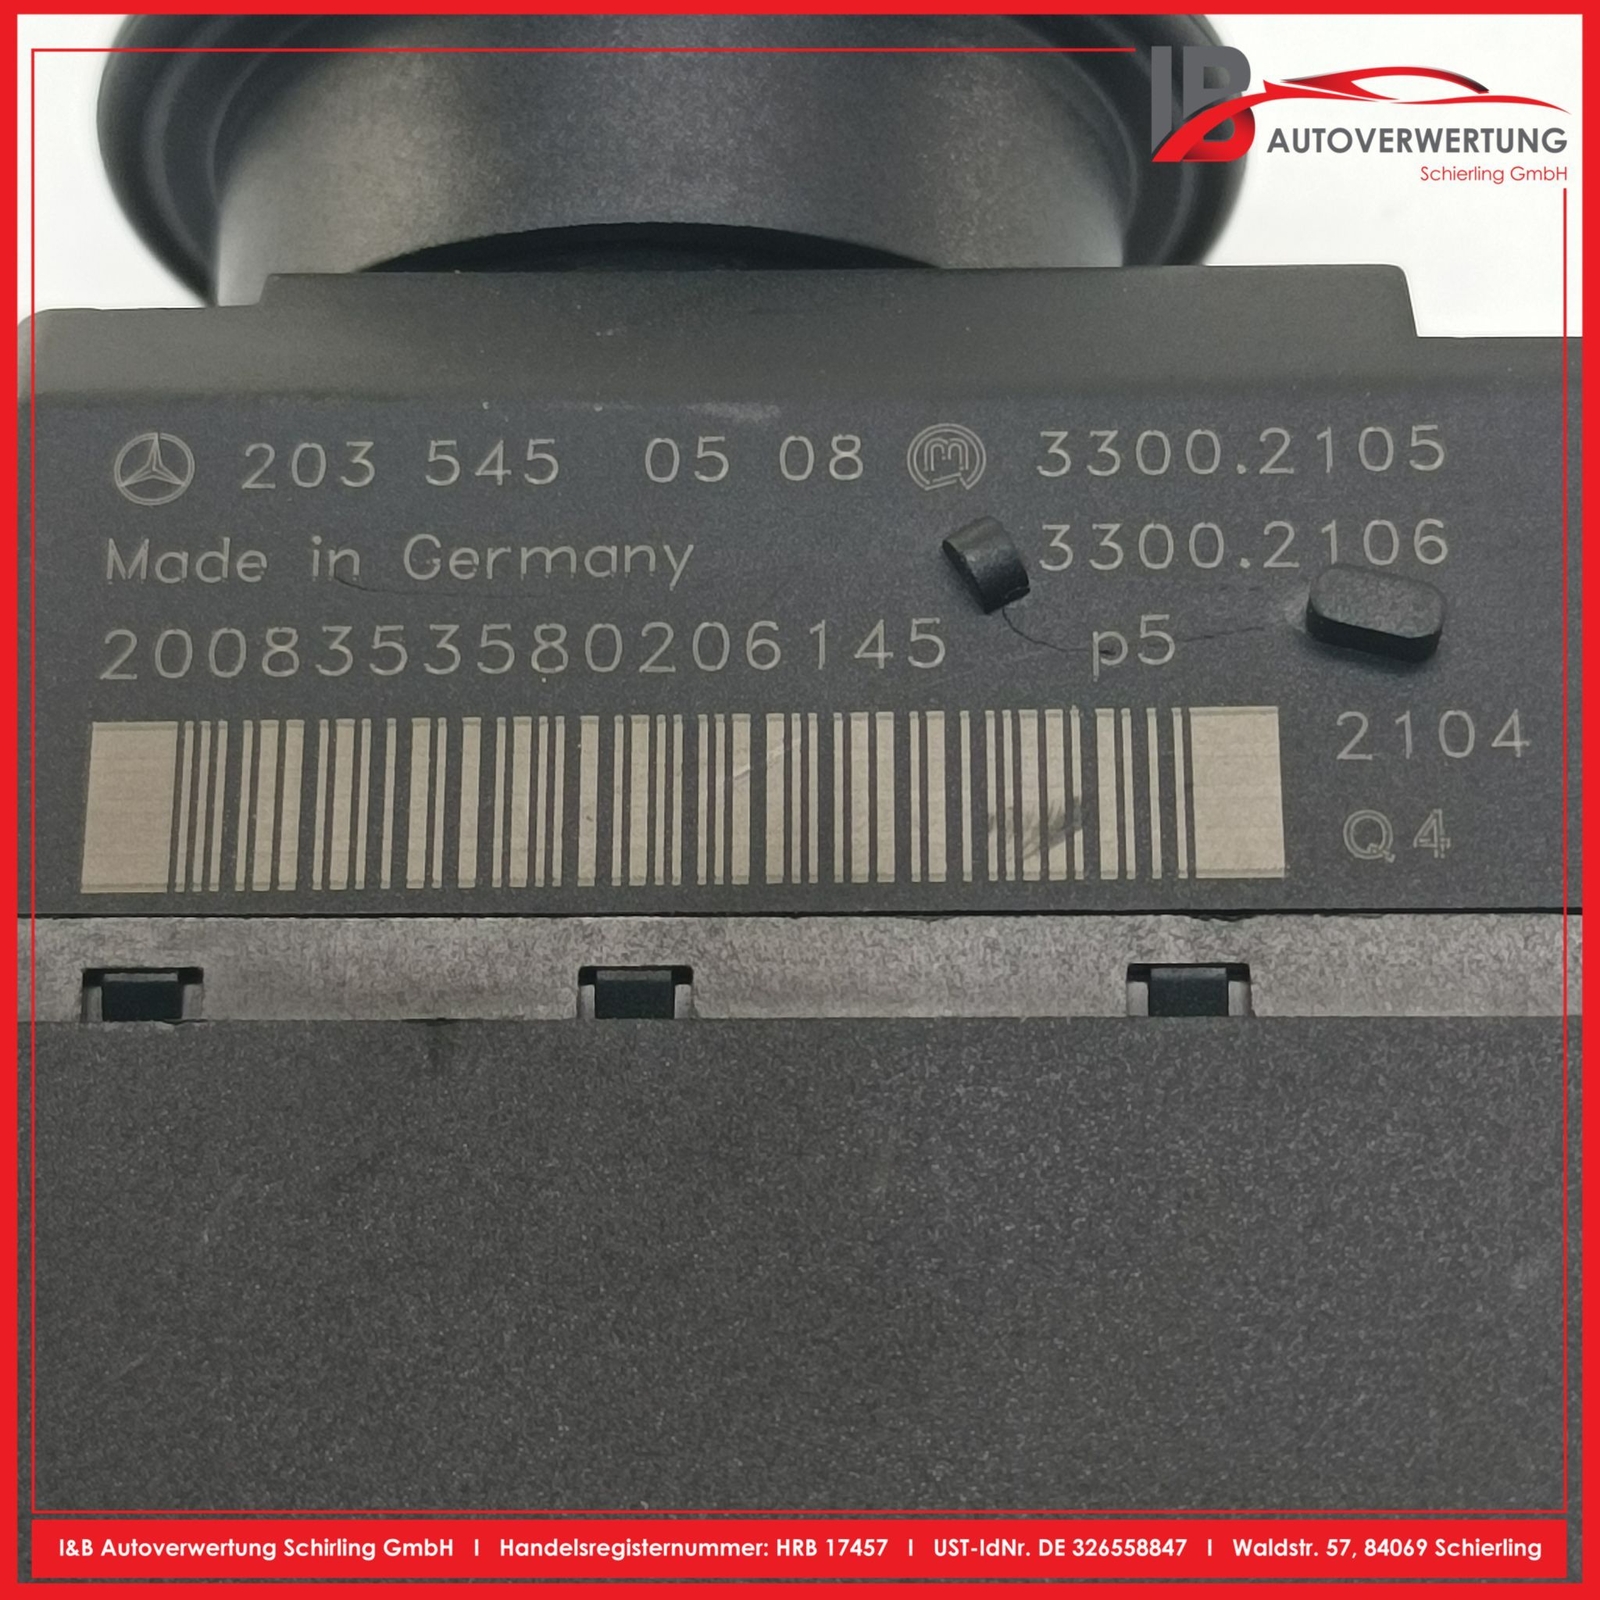 IB
AUTOVERWERTUNG
Schierling GmbH
203 545 05 08 m 3300.2105
Made in Germany 3300.2106
2008353580206145 p5
2104
Q4
I&B Autoverwertung Schirling GmbH I Handelsregisternummer: HRB 17457 I UST-IdNr. DE 326558847 I Waldstr. 57, 84069 Schierling